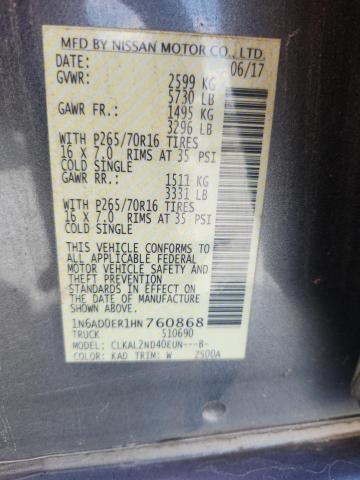 MFD BY NISSAN MOTOR CO., LTD.
DATE: 06/17
GVWR: 2599 KG
5730 LB
GAWR FR.: 1495 KG
3296 LB
WITH P265/70R16 TIRES
16 X 7.0 RIMS AT 35 PSI
COLD SINGLE
GAWR RR.: 1511 KG
3331 LB
WITH P265/70R16 TIRES
16 X 7.0 RIMS AT 35 PSI
COLD SINGLE
THIS VEHICLE CONFORMS TO
ALL APPLICABLE FEDERAL
MOTOR VEHICLE SAFETY
AND THEFT PREVENTION
STANDARDS IN EFFECT ON
THE DATE OF MANUFACTURE
SHOWN ABOVE.
1N6AD0ER1HN760868
TRUCK 510690
MODEL: CLKAL2ND40EUN---B-
COLOR: KAD TRIM: W 2500A